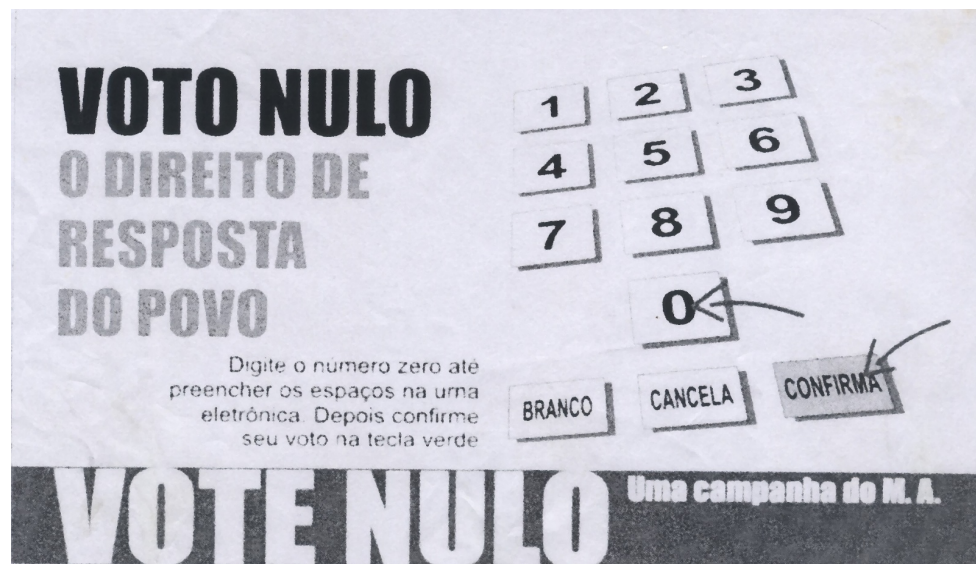 VOTO NULO
O DIREITO DE
RESPOSTA
DO POVO
Digite o número zero até
preencher os espaços na urna
eletrônica. Depois confirme
seu voto na tecla verde
1 2 3
4 5 6
7 8 9
0
BRANCO CANCELA CONFIRMA
VOTE NULO
Uma campanha do M. A.